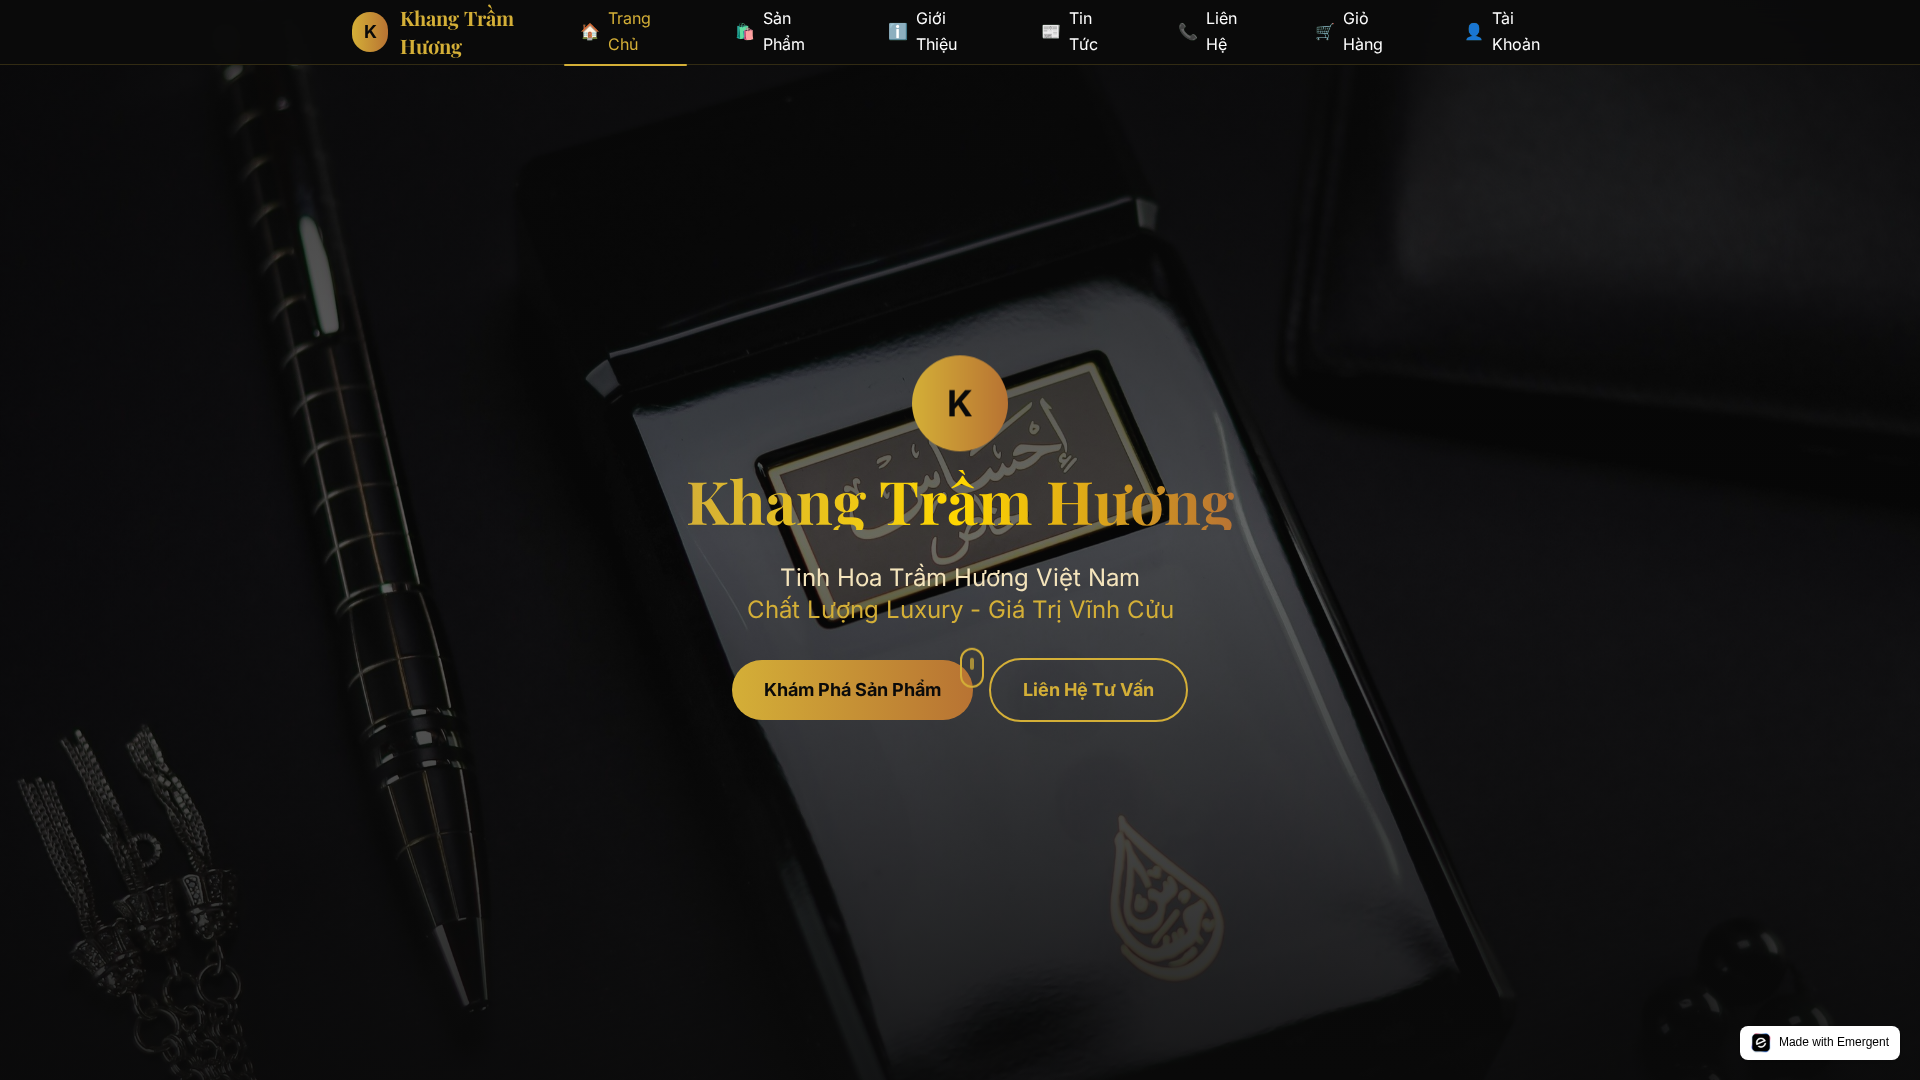 K
Khang Trầm
Hương
🏠 Trang
Chủ
🛍️ Sản
Phẩm
ℹ️ Giới
Thiệu
📰 Tin
Tức
📞 Liên
Hệ
🛒 Giỏ
Hàng
👤 Tài
Khoản
K
إحساس
خاص
Khang Trầm Hương
Tinh Hoa Trầm Hương Việt Nam
Chất Lượng Luxury - Giá Trị Vĩnh Cửu
Khám Phá Sản Phẩm
Liên Hệ Tư Vấn
Made with Emergent